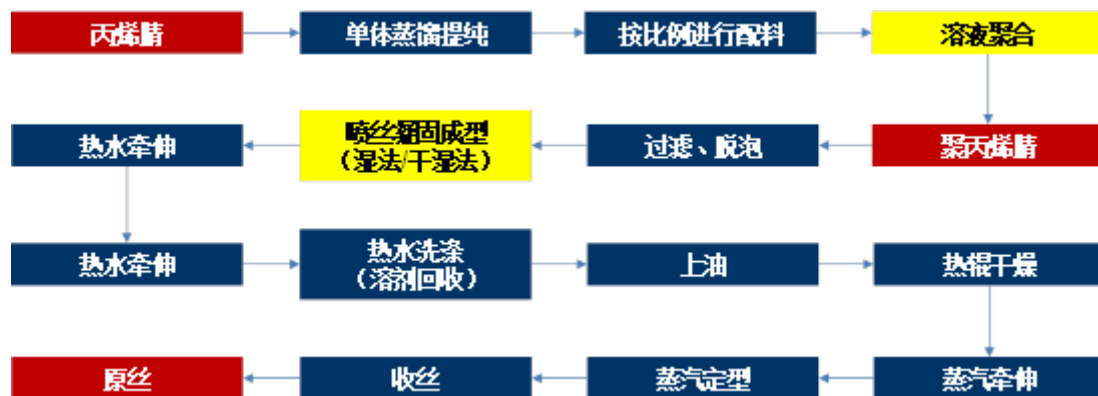 丙烯腈
单体蒸馏提纯
按比例进行配料
溶液聚合
聚丙烯腈
过滤、脱泡
喷丝凝固成型
（湿法/干湿法）
热水牵伸
热水牵伸
热水洗涤
（溶剂回收）
上油
热辊干燥
蒸汽牵伸
蒸汽定型
收丝
原丝